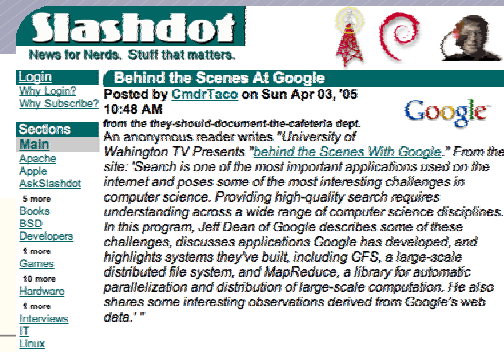 Slashdot
News for Nerds. Stuff that matters.
Login
Why Login?
Why Subscribe?
Sections
Main
Apache
Apple
AskSlashdot
5 more
Books
BSD
Developers
1 more
Games
10 more
Hardware
1 more
Interviews
IT
Linux
Behind the Scenes At Google
Posted by CmdrTaco on Sun Apr 03, '05
10:48 AM
from the they-should-document-the-cafeteria dept.
Google
An anonymous reader writes "University of
Wahington TV Presents "behind the Scenes With Google." From the
site: 'Search is one of the most important applications used on the
internet and poses some of the most interesting challenges in
computer science. Providing high-quality search requires
understanding across a wide range of computer science disciplines.
In this program, Jeff Dean of Google describes some of these
challenges, discusses applications Google has developed, and
highlights systems they've built, including GFS, a large-scale
distributed file system, and MapReduce, a library for automatic
parallelization and distribution of large-scale computation. He also
shares some interesting observations derived from Google's web
data.' "